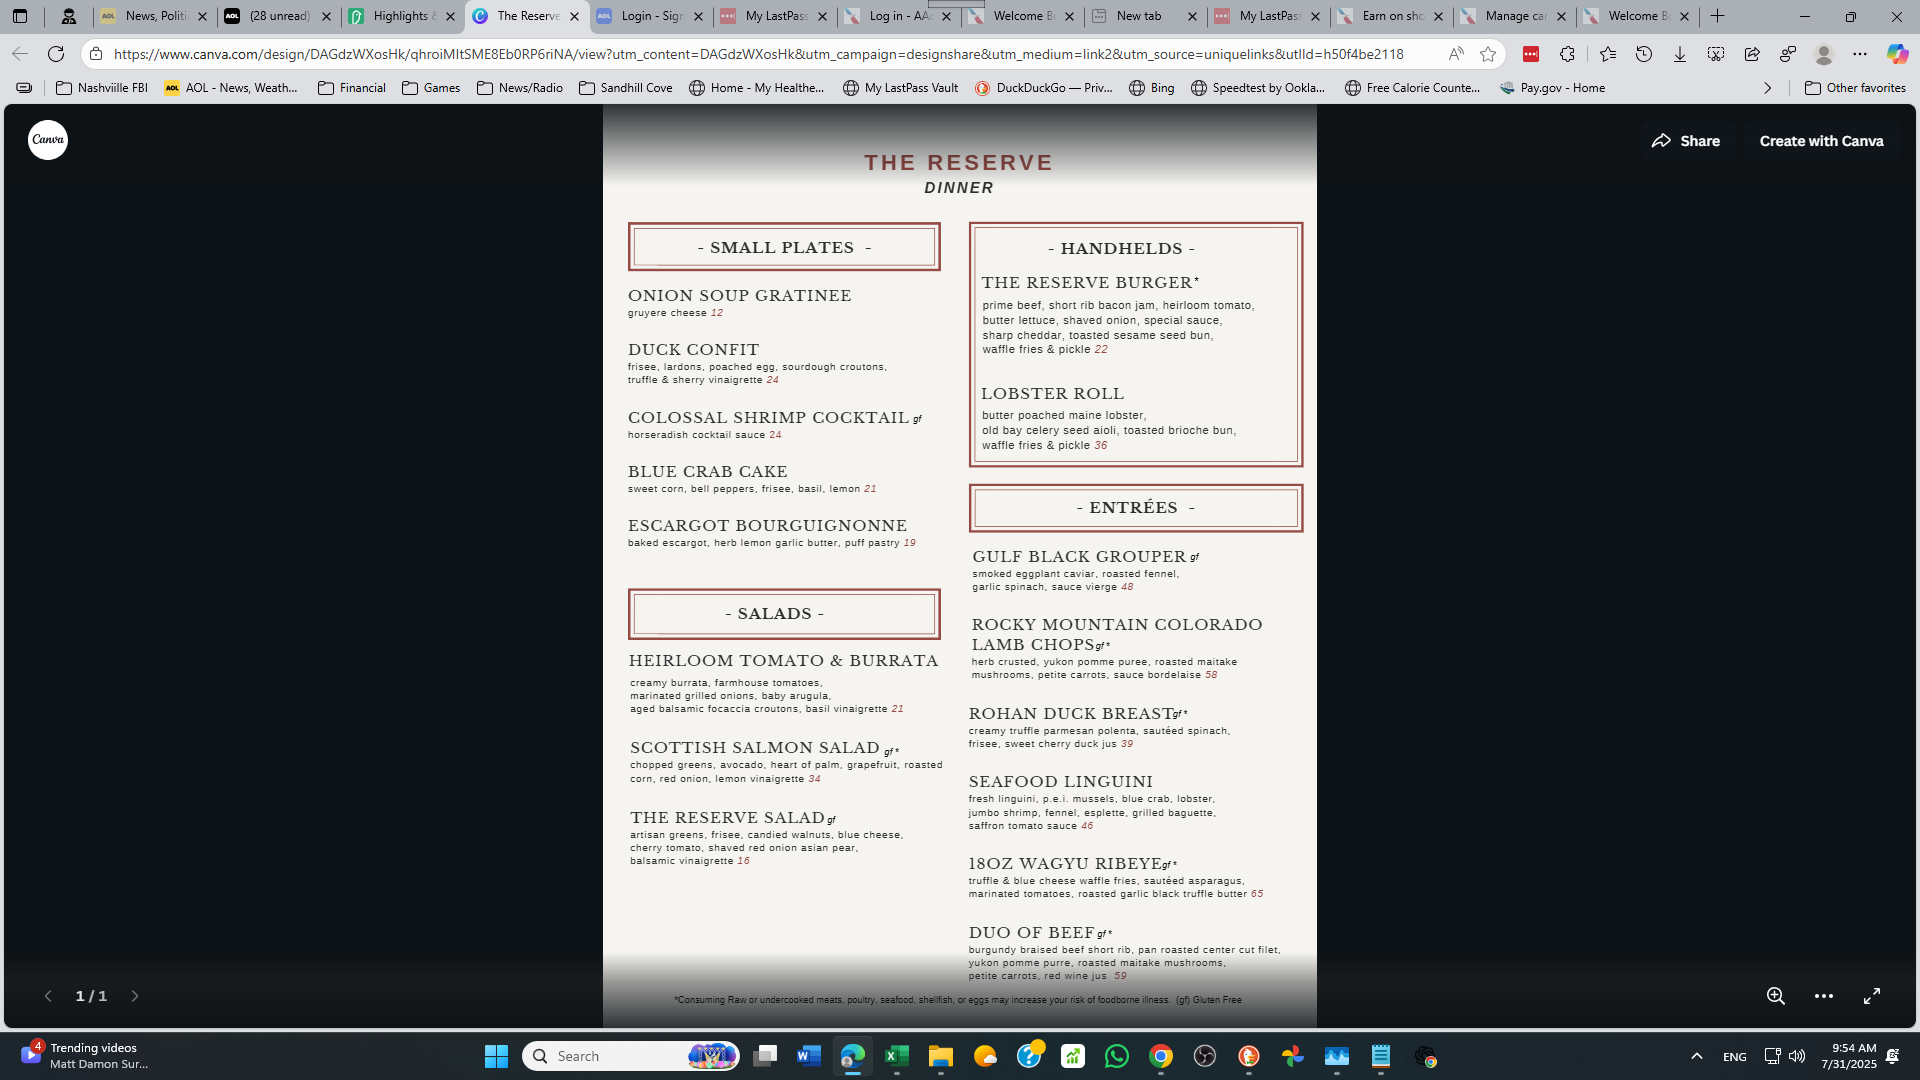 News, Politi
(28 unread)
Highlights &
The Reserve
Login - Sign
My LastPass
Log in - AAd
Welcome Bo
New tab
My LastPass
Earn on sho
Manage car
Welcome Bo
https://www.canva.com/design/DAGdzWXosHk/qhroiMItSME8Eb0RP6riNA/view?utm_content=DAGdzWXosHk&utm_campaign=designshare&utm_medium=link2&utm_source=uniquelinks&utlId=h50f4be2118
Nashviille FBI
AOL - News, Weath...
Financial
Games
News/Radio
Sandhill Cove
Home - My Healthe...
My LastPass Vault
DuckDuckGo — Priv...
Bing
Speedtest by Ookla...
Free Calorie Counte...
Pay.gov - Home
Other favorites
Canva
Share
Create with Canva
THE RESERVE
DINNER
- SMALL PLATES -
ONION SOUP GRATINEE
gruyere cheese 12
DUCK CONFIT
frisee, lardons, poached egg, sourdough croutons,
truffle & sherry vinaigrette 24
COLOSSAL SHRIMP COCKTAIL gf
horseradish cocktail sauce 24
BLUE CRAB CAKE
sweet corn, bell peppers, frisee, basil, lemon 21
ESCARGOT BOURGUIGNONNE
baked escargot, herb lemon garlic butter, puff pastry 19
- SALADS -
HEIRLOOM TOMATO & BURRATA
creamy burrata, farmhouse tomatoes,
marinated grilled onions, baby arugula,
aged balsamic focaccia croutons, basil vinaigrette 21
SCOTTISH SALMON SALAD gf *
chopped greens, avocado, heart of palm, grapefruit, roasted
corn, red onion, lemon vinaigrette 34
THE RESERVE SALAD gf
artisan greens, frisee, candied walnuts, blue cheese,
cherry tomato, shaved red onion asian pear,
balsamic vinaigrette 16
- HANDHELDS -
THE RESERVE BURGER*
prime beef, short rib bacon jam, heirloom tomato,
butter lettuce, shaved onion, special sauce,
sharp cheddar, toasted sesame seed bun,
waffle fries & pickle 22
LOBSTER ROLL
butter poached maine lobster,
old bay celery seed aioli, toasted brioche bun,
waffle fries & pickle 36
- ENTRÉES -
GULF BLACK GROUPER gf
smoked eggplant caviar, roasted fennel,
garlic spinach, sauce vierge 48
ROCKY MOUNTAIN COLORADO
LAMB CHOPS gf *
herb crusted, yukon pomme puree, roasted maitake
mushrooms, petite carrots, sauce bordelaise 58
ROHAN DUCK BREAST gf *
creamy truffle parmesan polenta, sautéed spinach,
frisee, sweet cherry duck jus 39
SEAFOOD LINGUINI
fresh linguini, p.e.i. mussels, blue crab, lobster,
jumbo shrimp, fennel, esplette, grilled baguette,
saffron tomato sauce 46
18OZ WAGYU RIBEYE gf *
truffle & blue cheese waffle fries, sautéed asparagus,
marinated tomatoes, roasted garlic black truffle butter 65
DUO OF BEEF gf *
burgundy braised beef short rib, pan roasted center cut filet,
yukon pomme purre, roasted maitake mushrooms,
petite carrots, red wine jus 59
*Consuming Raw or undercooked meats, poultry, seafood, shellfish, or eggs may increase your risk of foodborne illness. (gf) Gluten Free
1 / 1
4
Trending videos
Matt Damon Sur...
Search
ENG
9:54 AM
7/31/2025